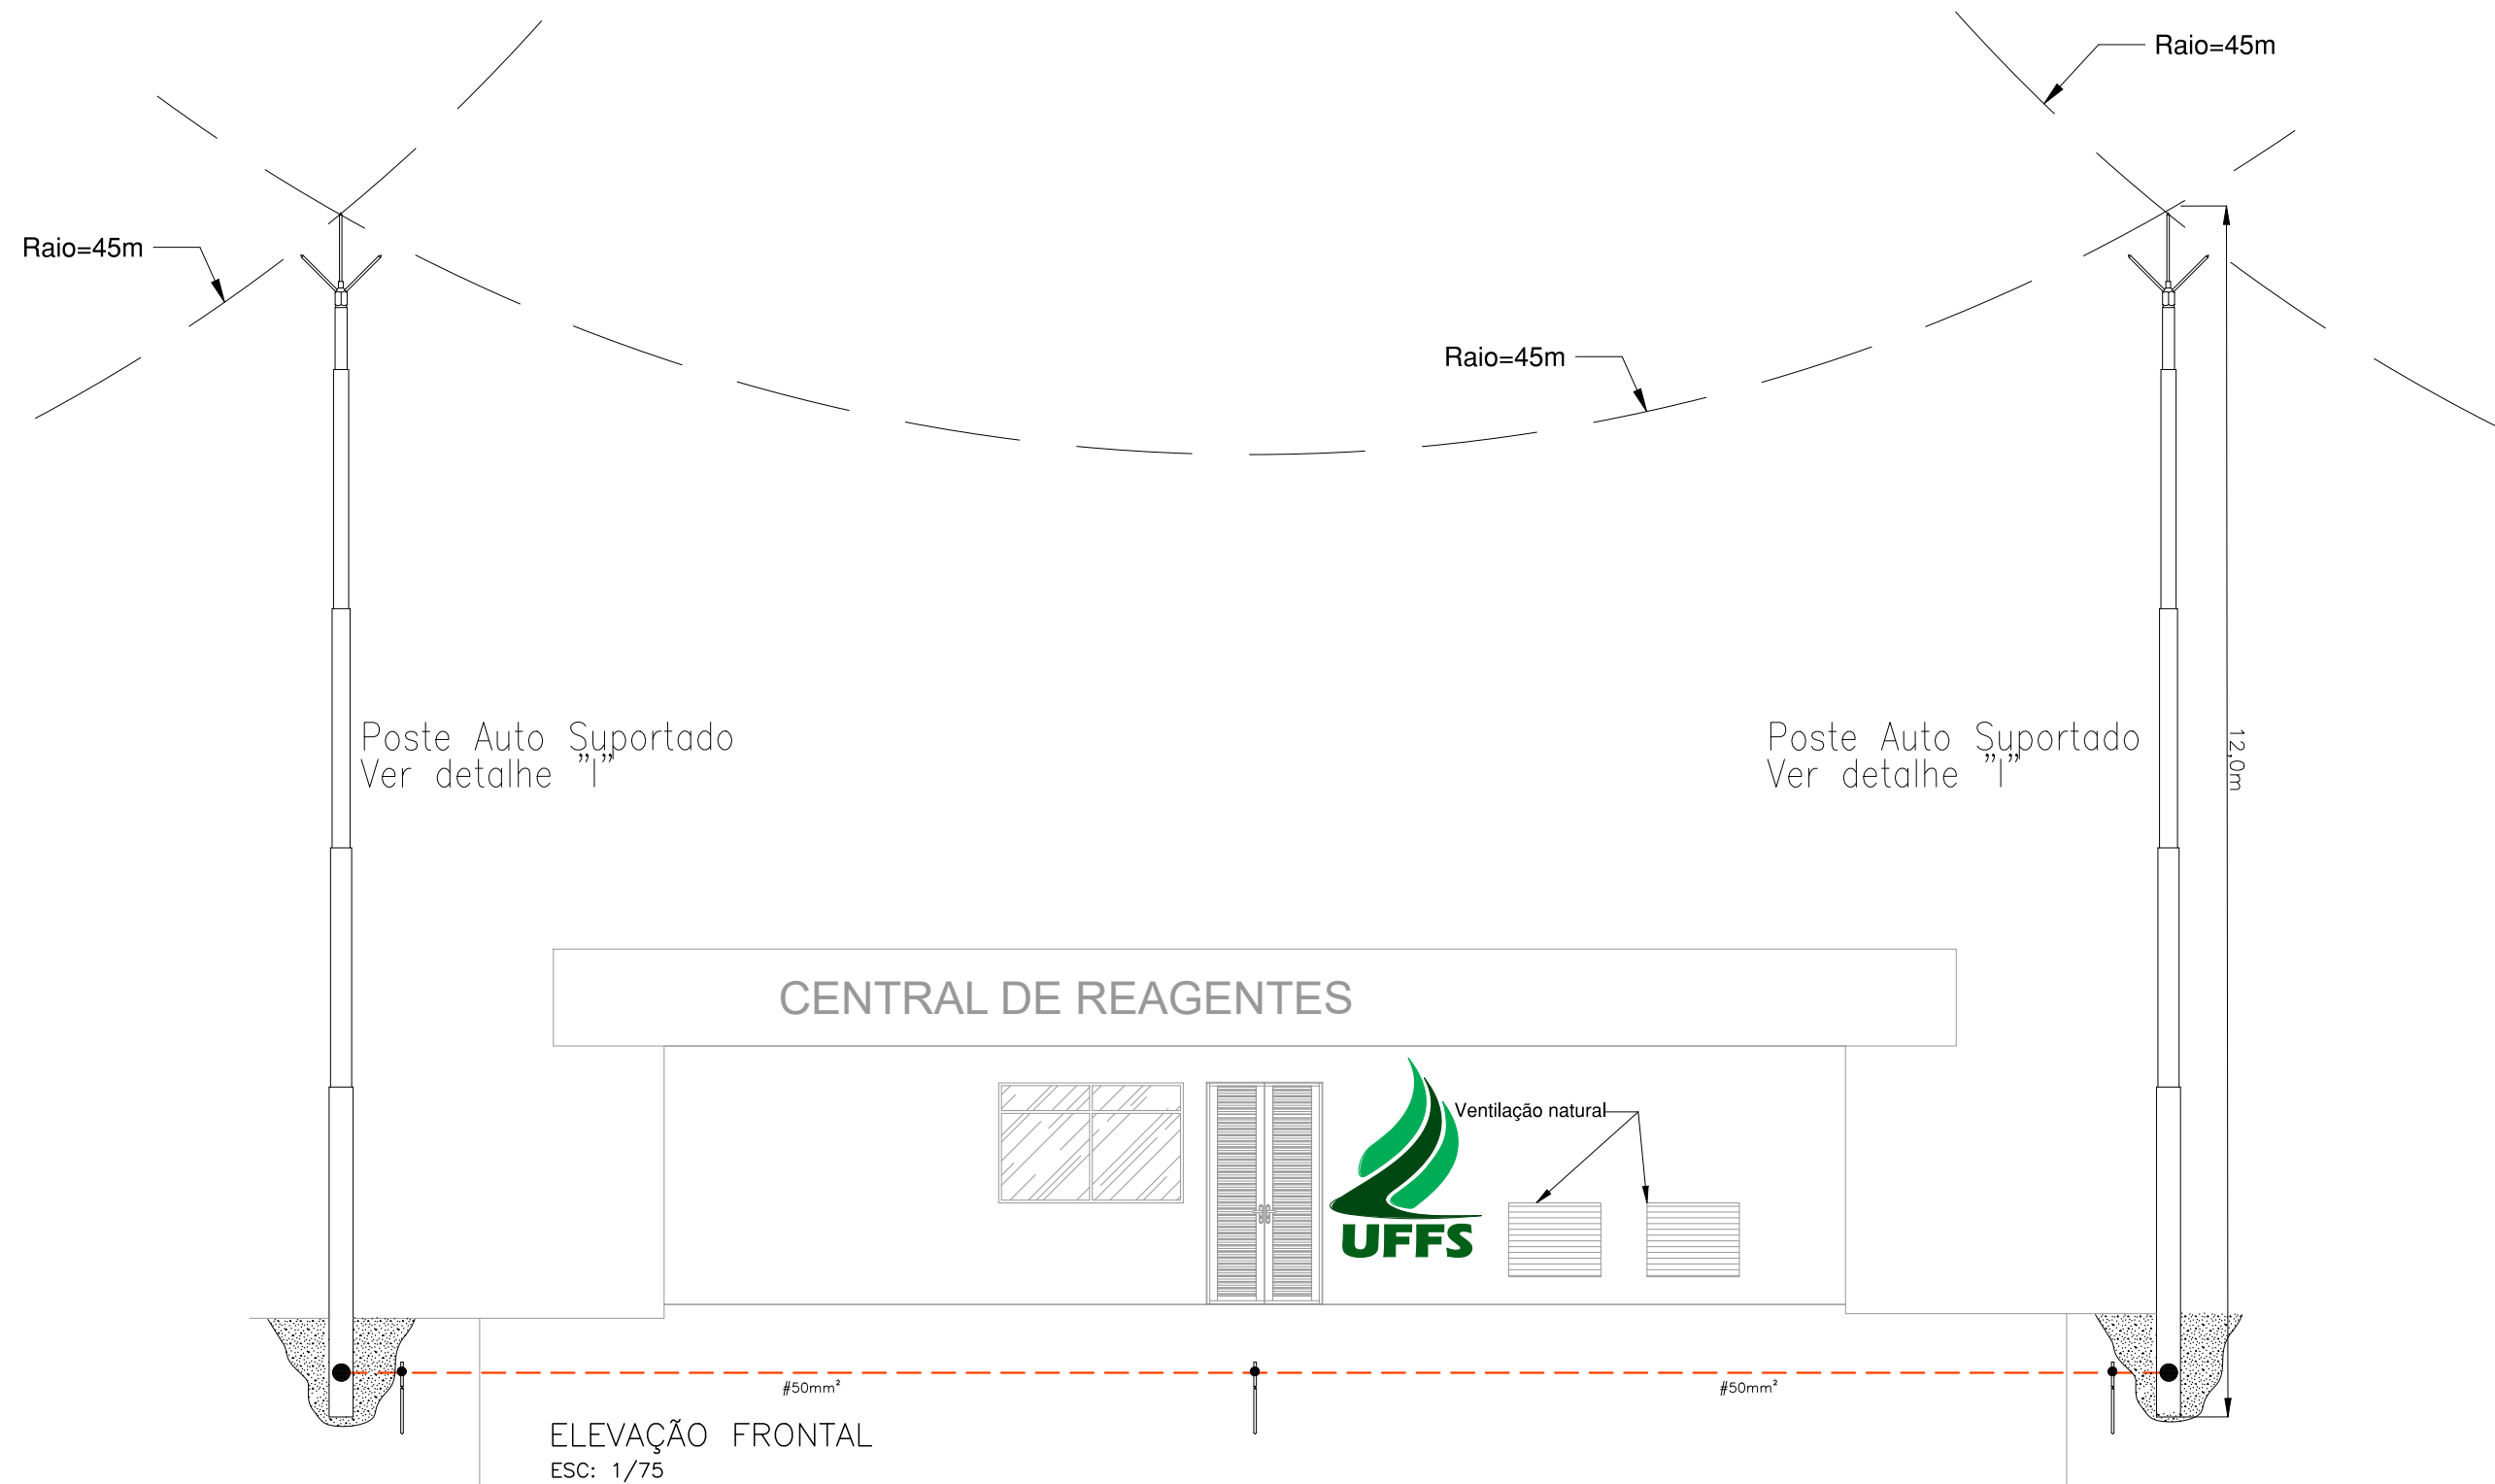 Raio=45m
Raio=45m
Raio=45m
Poste Auto Suportado
Ver detalhe "I"
Poste Auto Suportado
Ver detalhe "I"
12,0m
CENTRAL DE REAGENTES
Ventilação natural
UFFS
#50mm²
#50mm²
ELEVAÇÃO FRONTAL
ESC: 1/75